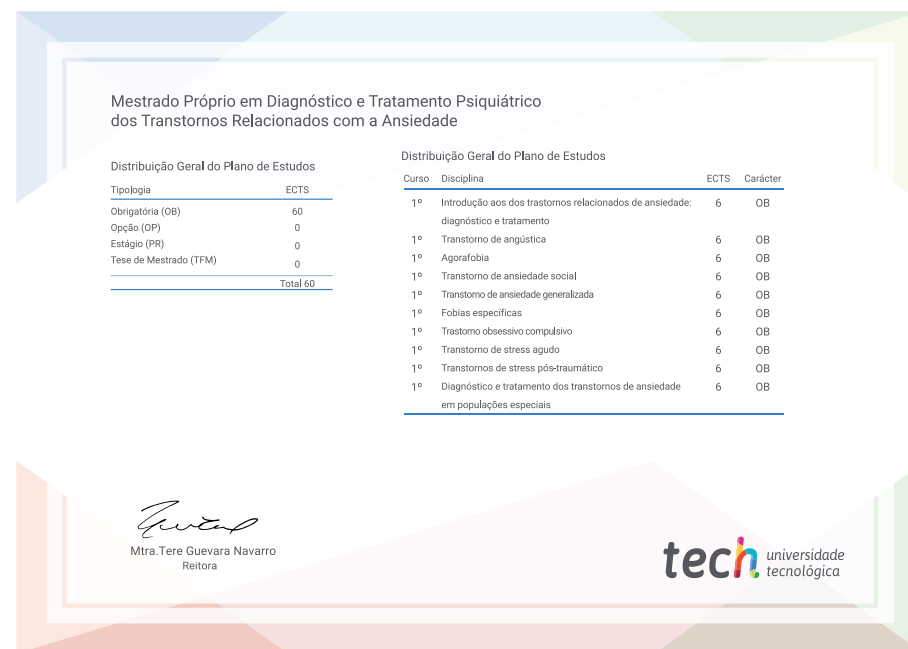 Mestrado Próprio em Diagnóstico e Tratamento Psiquiátrico
dos Transtornos Relacionados com a Ansiedade
Distribuição Geral do Plano de Estudos
Tipologia ECTS
Obrigatória (OB) 60
Opção (OP) 0
Estágio (PR) 0
Tese de Mestrado (TFM) 0
Total 60
Distribuição Geral do Plano de Estudos
Curso Disciplina ECTS Carácter
1º Introdução aos dos trastornos relacionados de ansiedade: 6 OB
diagnóstico e tratamento
1º Transtorno de angústica 6 OB
1º Agorafobia 6 OB
1º Transtorno de ansiedade social 6 OB
1º Transtorno de ansiedade generalizada 6 OB
1º Fobias específicas 6 OB
1º Trastorno obsessivo compulsivo 6 OB
1º Transtorno de stress agudo 6 OB
1º Transtornos de stress pós-traumático 6 OB
1º Diagnóstico e tratamento dos transtornos de ansiedade 6 OB
em populações especiais
Mtra.Tere Guevara Navarro
Reitora
tech universidade
tecnológica